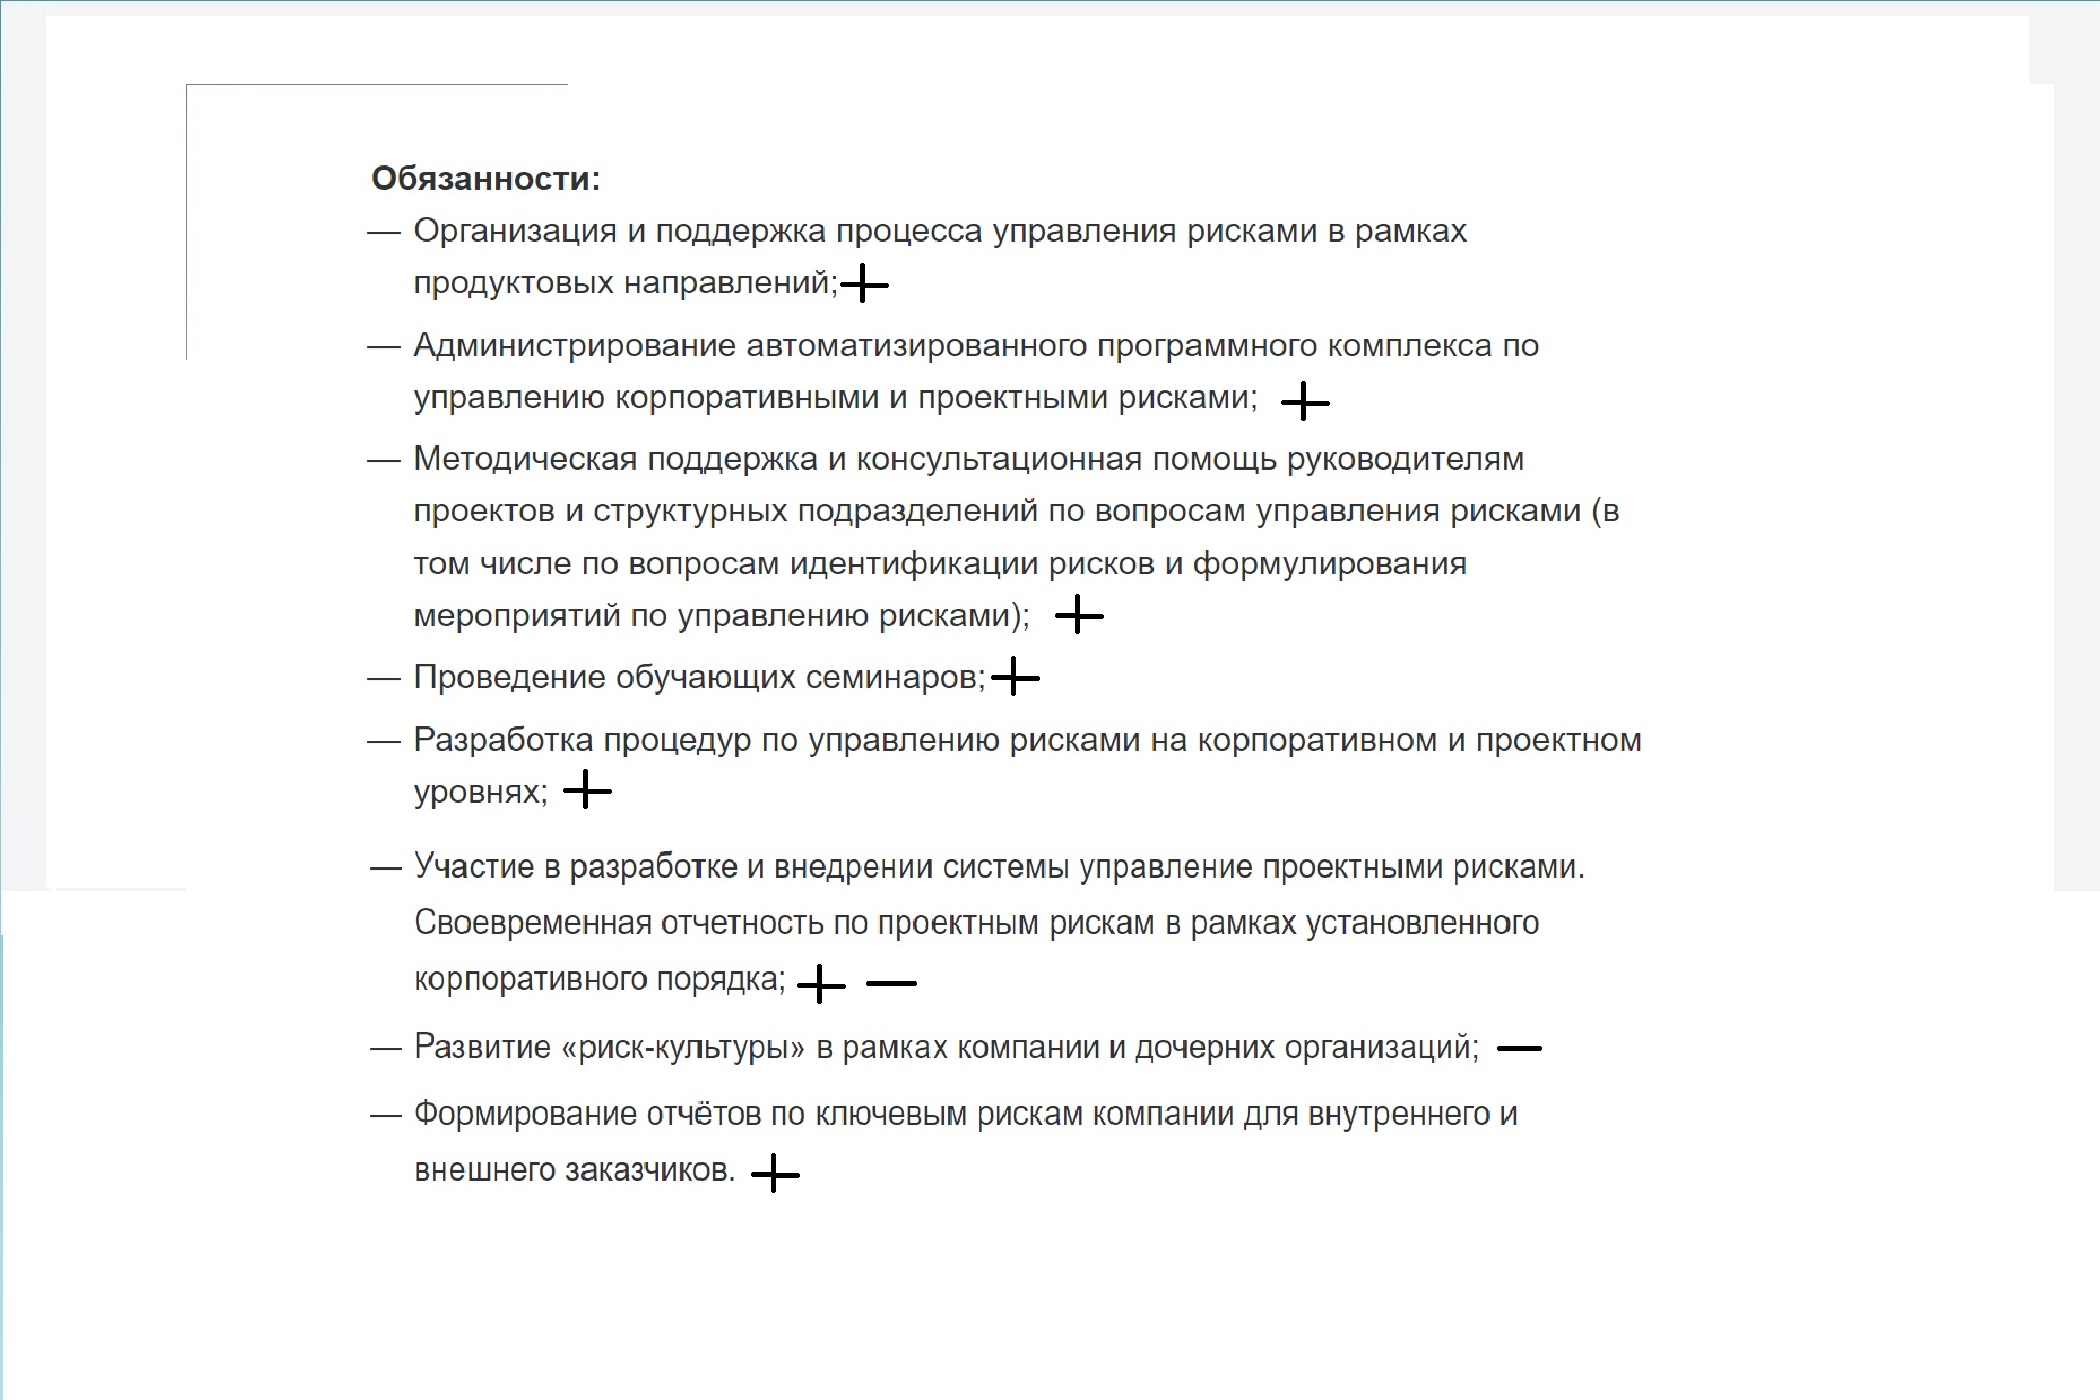 Обязанности:
— Организация и поддержка процесса управления рисками в рамках
продуктовых направлений; +
— Администрирование автоматизированного программного комплекса по
управлению корпоративными и проектными рисками; +
— Методическая поддержка и консультационная помощь руководителям
проектов и структурных подразделений по вопросам управления рисками (в
том числе по вопросам идентификации рисков и формулирования
мероприятий по управлению рисками); +
— Проведение обучающих семинаров; +
— Разработка процедур по управлению рисками на корпоративном и проектном
уровнях; +
— Участие в разработке и внедрении системы управление проектными рисками.
Своевременная отчетность по проектным рискам в рамках установленного
корпоративного порядка; + —
— Развитие «риск-культуры» в рамках компании и дочерних организаций; —
— Формирование отчётов по ключевым рискам компании для внутреннего и
внешнего заказчиков. +